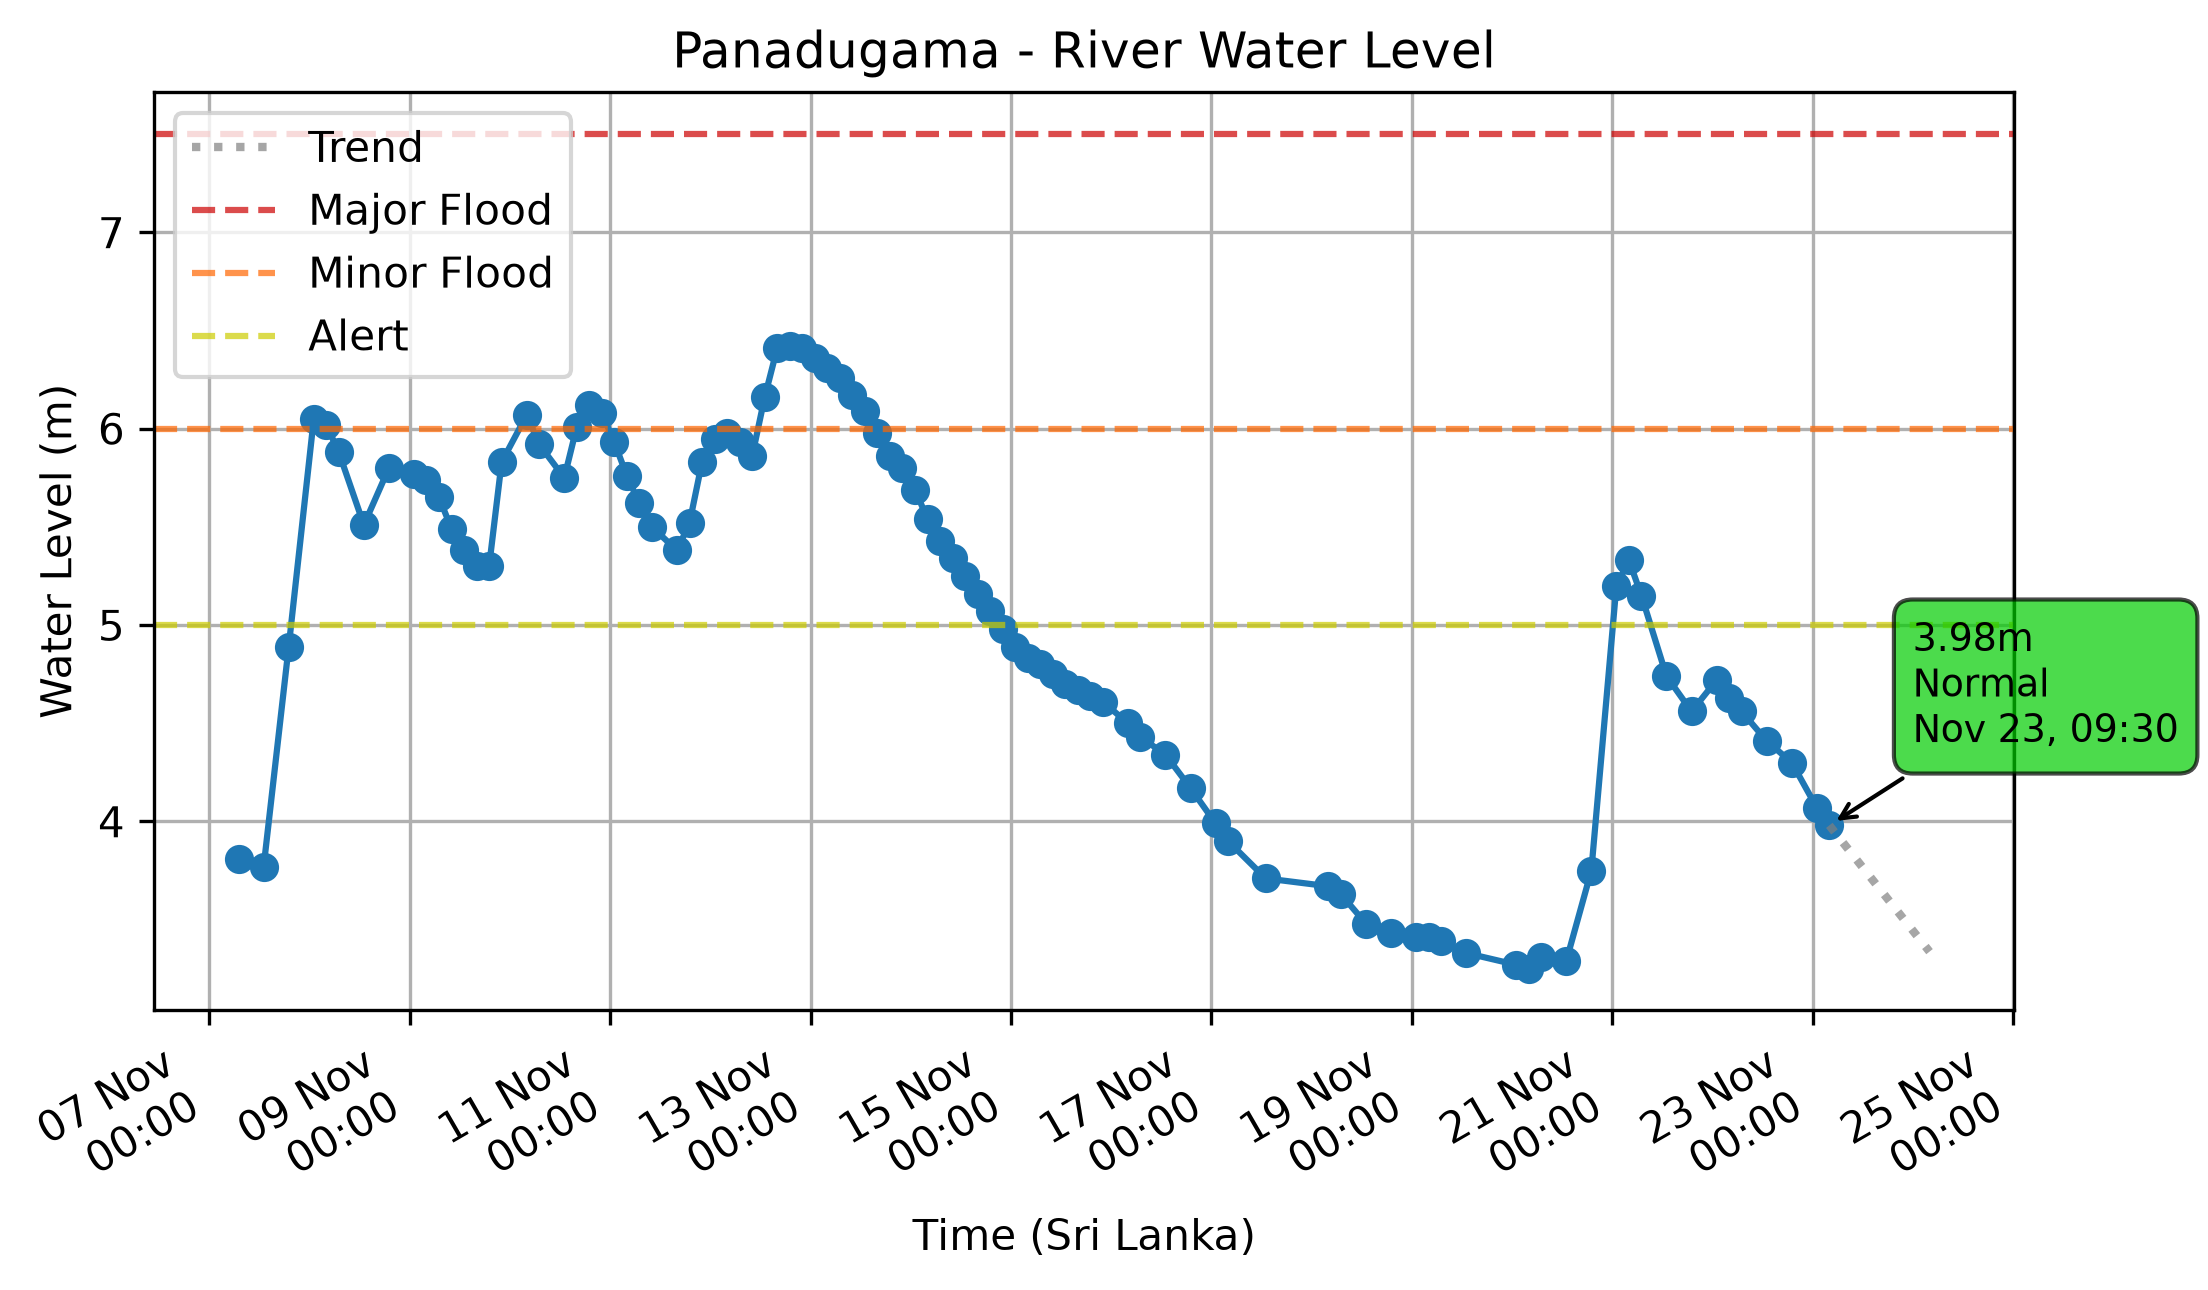 Panadugama - River Water Level
Trend
Major Flood
Minor Flood
Alert
Water Level (m)
7
6
5
4
3.98m
Normal
Nov 23, 09:30
07 Nov
00:00
09 Nov
00:00
11 Nov
00:00
13 Nov
00:00
15 Nov
00:00
17 Nov
00:00
19 Nov
00:00
21 Nov
00:00
23 Nov
00:00
25 Nov
00:00
Time (Sri Lanka)